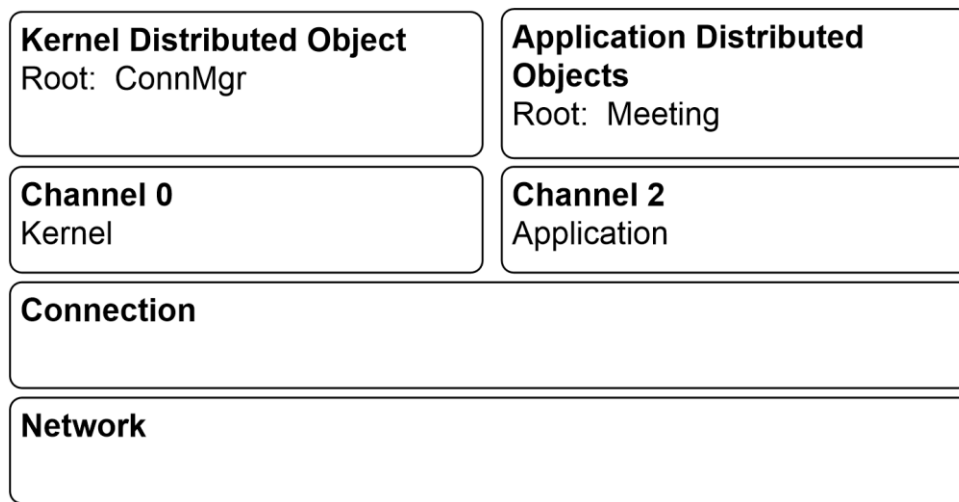 Kernel Distributed Object
Root: ConnMgr
Application Distributed
Objects
Root: Meeting
Channel 0
Kernel
Channel 2
Application
Connection
Network